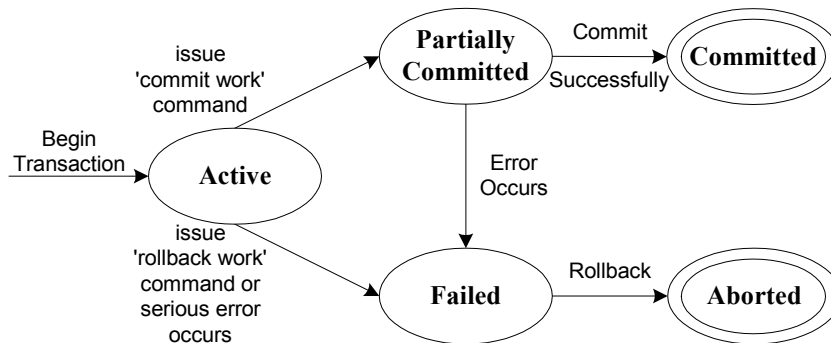 Begin
Transaction
Active
issue
'commit work'
command
issue
'rollback work'
command or
serious error
occurs
Partially
Committed
Commit
Successfully
Committed
Error
Occurs
Failed
Rollback
Aborted